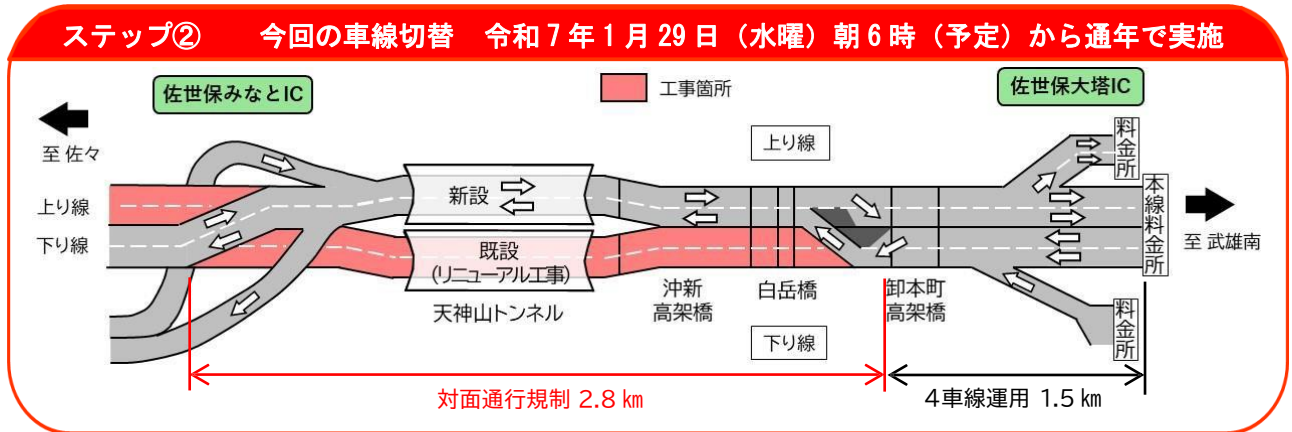 ステップ② 今回の車線切替 令和7年1月29日（水曜）朝6時（予定）から通年で実施
佐世保みなとIC
工事箇所
佐世保大塔IC
至 佐々
上り線
料金所
上り線
下り線
新設
本線料金所
至 武雄南
既設
(リニューアル工事)
天神山トンネル
沖新
高架橋
白岳橋
卸本町
高架橋
下り線
料金所
対面通行規制 2.8 ㎞
4車線運用 1.5 ㎞